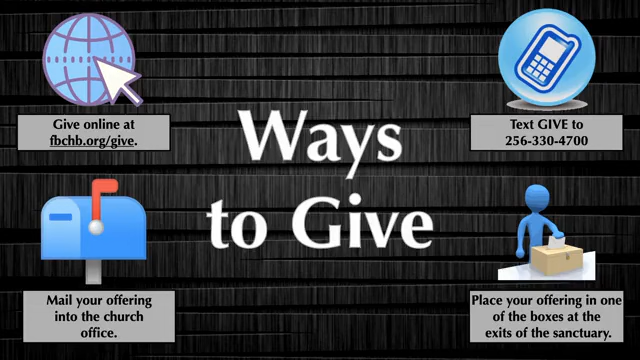 Give online at
fbchb.org/give.
Text GIVE to
256-330-4700
Ways
to Give
Mail your offering
into the church
office.
Place your offering in one
of the boxes at the
exits of the sanctuary.